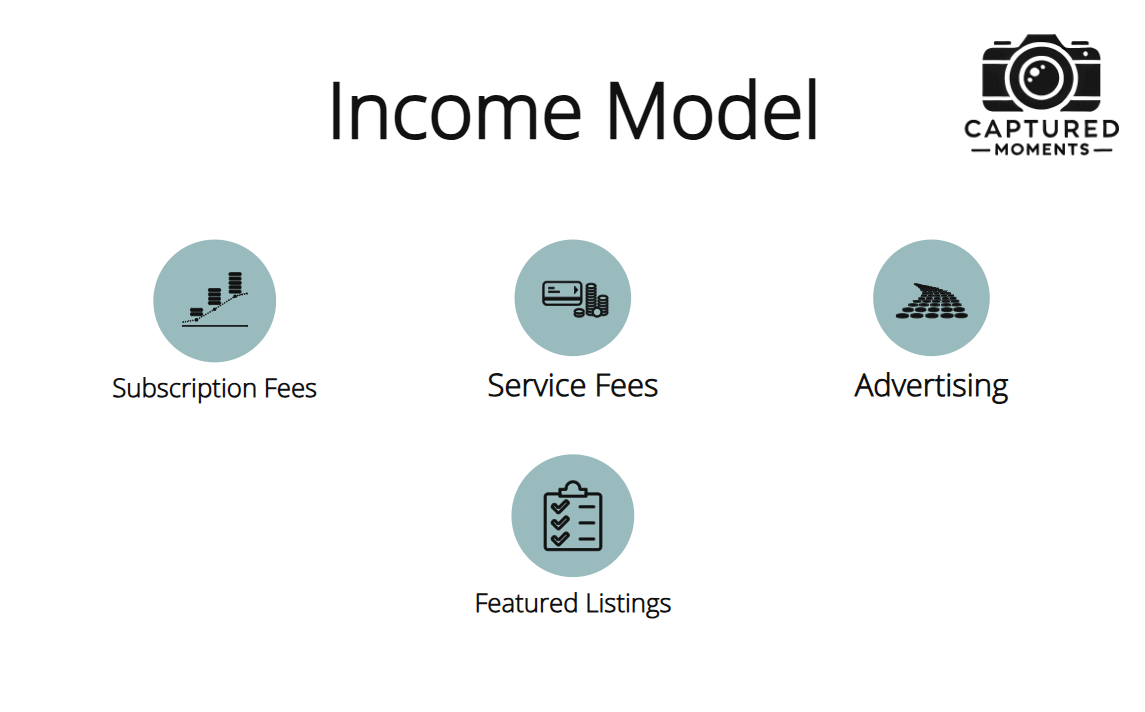 Income Model
CAPTURED
MOMENTS
Subscription Fees
Service Fees
Advertising
Featured Listings